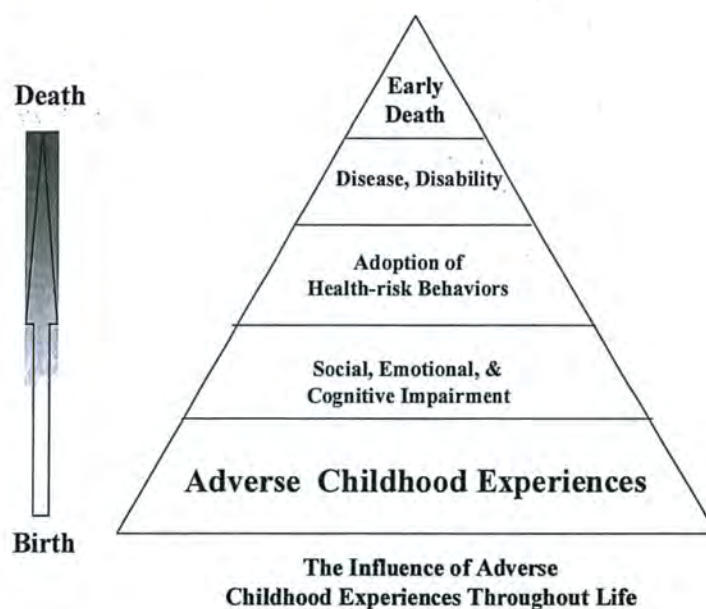 Death
Early
Death
Disease, Disability
Adoption of
Health-risk Behaviors
Social, Emotional, &
Cognitive Impairment
Adverse Childhood Experiences
Birth
The Influence of Adverse
Childhood Experiences Throughout Life